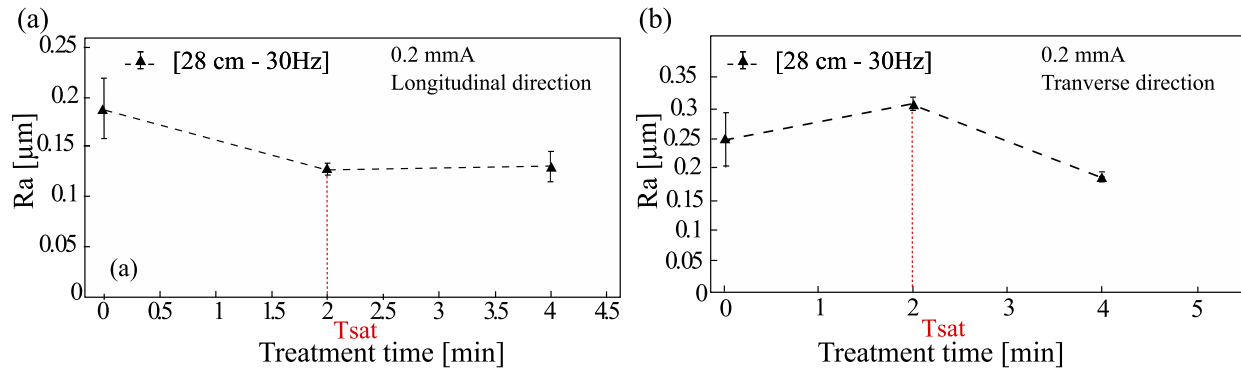 (a)
0.25
0.2
0.15
0.1
0.05
0
Ra [µm]
[28 cm - 30Hz]
0.2 mmA
Longitudinal direction
(a)
0 0.5 1 1.5 2 2.5 3 3.5 4 4.5
Tsat
Treatment time [min]
(b)
0.35
0.3
0.25
0.2
0.15
0.1
0.05
0
Ra [µm]
[28 cm - 30Hz]
0.2 mmA
Tranverse direction
0 1 2 3 4 5
Tsat
Treatment time [min]